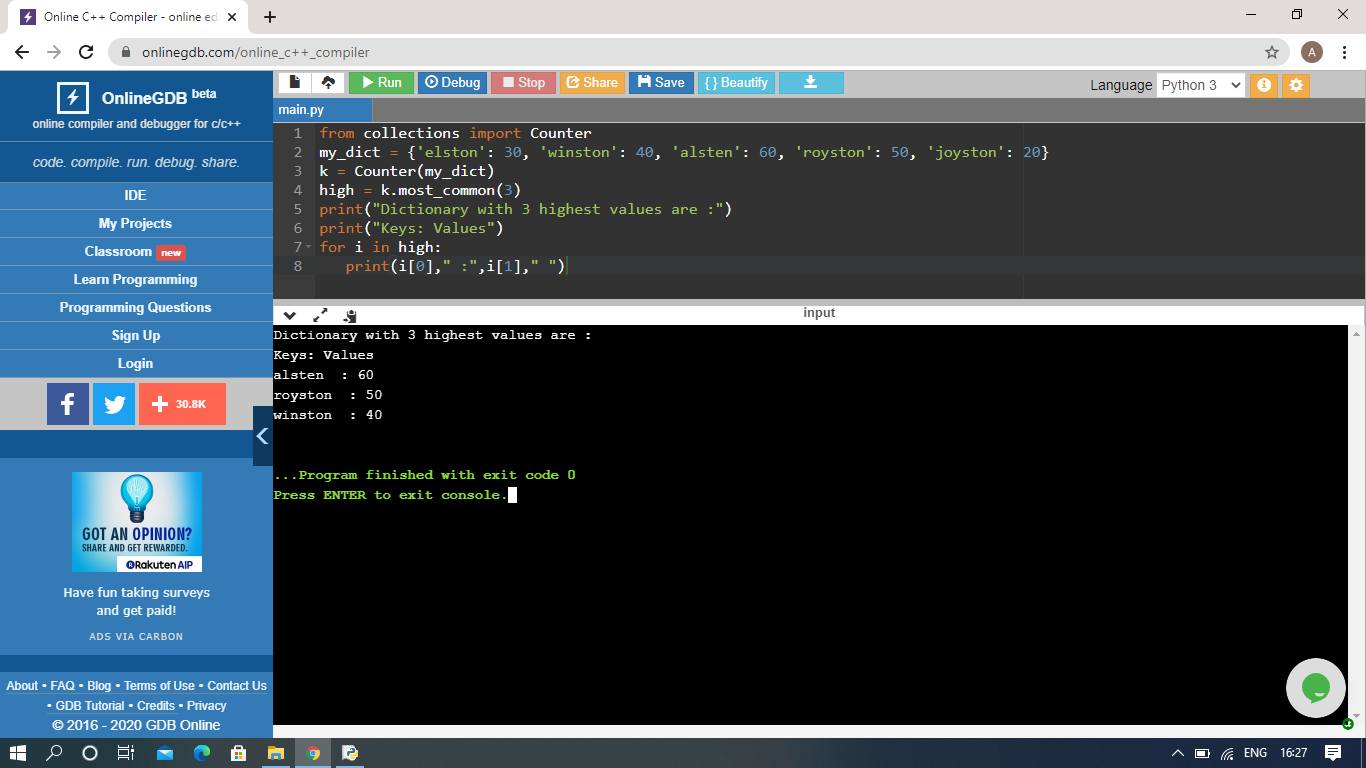 Online C++ Compiler - online ed
onlinegdb.com/online_c++_compiler
A
OnlineGDB beta
online compiler and debugger for c/c++
code. compile. run. debug. share.
IDE
My Projects
Classroom new
Learn Programming
Programming Questions
Sign Up
Login
30.8K
GOT AN OPINION?
SHARE AND GET REWARDED.
Rakuten AIP
Have fun taking surveys
and get paid!
ADS VIA CARBON
About • FAQ • Blog • Terms of Use • Contact Us
• GDB Tutorial • Credits • Privacy
© 2016 - 2020 GDB Online
Run Debug Stop Share Save { } Beautify
Language Python 3
main.py
1 from collections import Counter
2 my_dict = {'elston': 30, 'winston': 40, 'alsten': 60, 'royston': 50, 'joyston': 20}
3 k = Counter(my_dict)
4 high = k.most_common(3)
5 print("Dictionary with 3 highest values are :")
6 print("Keys: Values")
7 for i in high:
8    print(i[0]," :",i[1]," ")
input
Dictionary with 3 highest values are :
Keys: Values
alsten  : 60
royston  : 50
winston  : 40
...Program finished with exit code 0
Press ENTER to exit console.
ENG 16:27